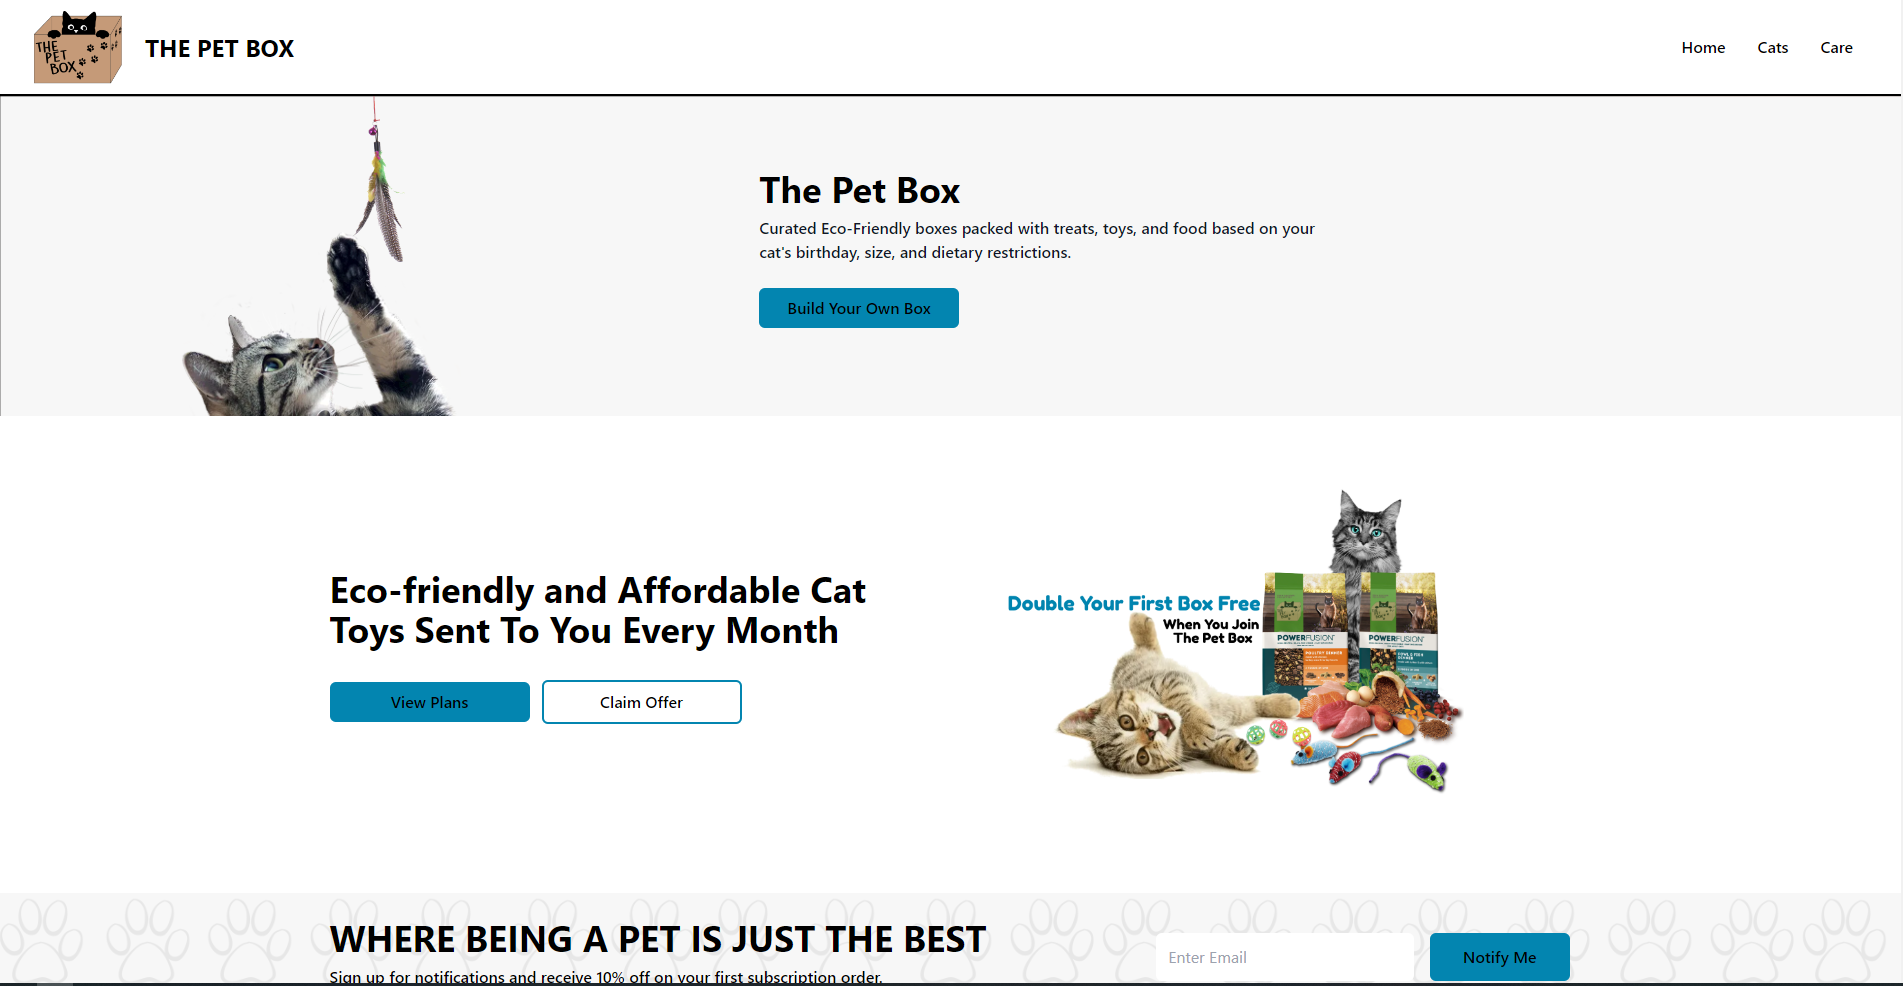 THE
PET
BOX
THE PET BOX
Home
Cats
Care
The Pet Box
Curated Eco-Friendly boxes packed with treats, toys, and food based on your
cat's birthday, size, and dietary restrictions.
Build Your Own Box
Eco-friendly and Affordable Cat
Toys Sent To You Every Month
View Plans
Claim Offer
Double Your First Box Free
When You Join
The Pet Box
POWERFUSION
POULTRY DINNER
POWERFUSION
WHERE BEING A PET IS JUST THE BEST
Sign up for notifications and receive 10% off on your first subscription order.
Enter Email
Notify Me